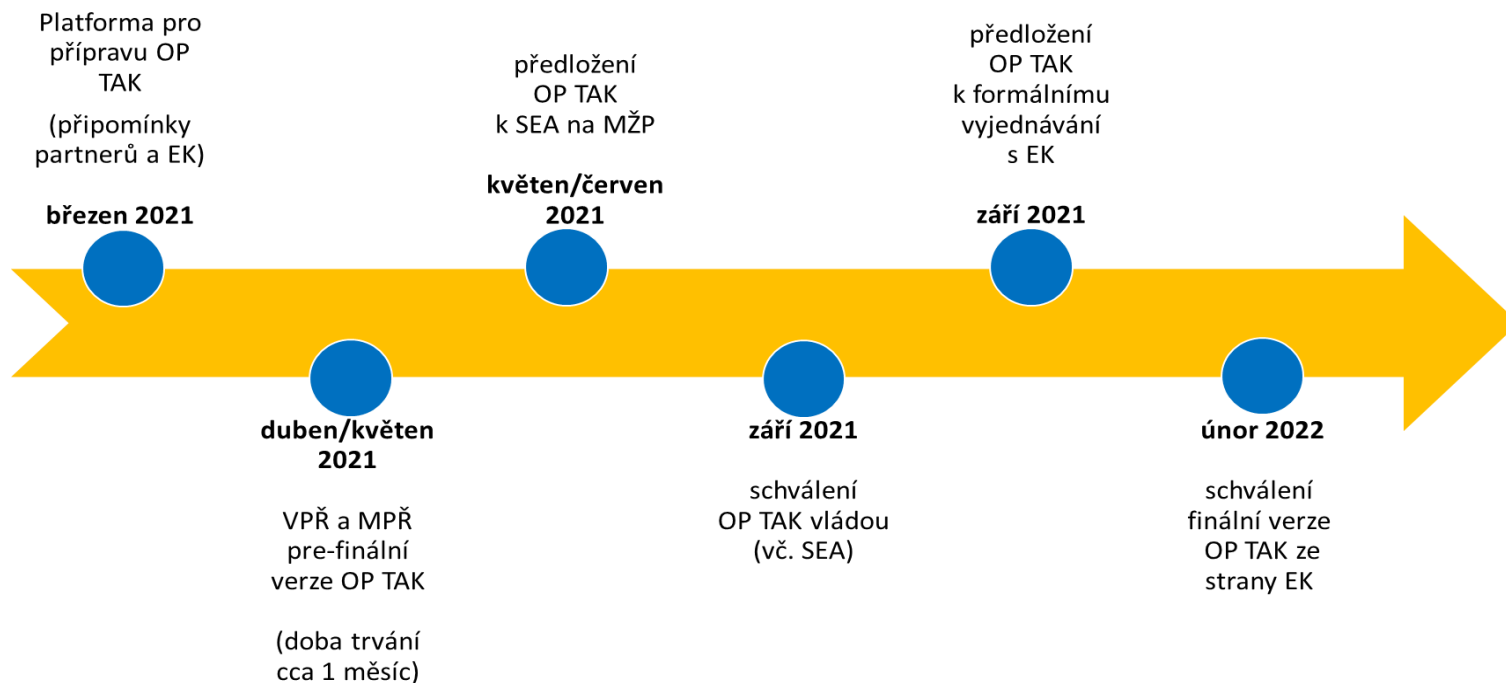 Platforma pro
přípravu OP
TAK
(připomínky
partnerů a EK)
březen 2021
duben/květen
2021
VPŘ a MPŘ
pre-finální
verze OP TAK
(doba trvání
cca 1 měsíc)
předložení
OP TAK
k SEA na MŽP
květen/červen
2021
září 2021
schválení
OP TAK vládou
(vč. SEA)
předložení
OP TAK
k formálnímu
vyjednávání
s EK
září 2021
únor 2022
schválení
finální verze
OP TAK ze
strany EK